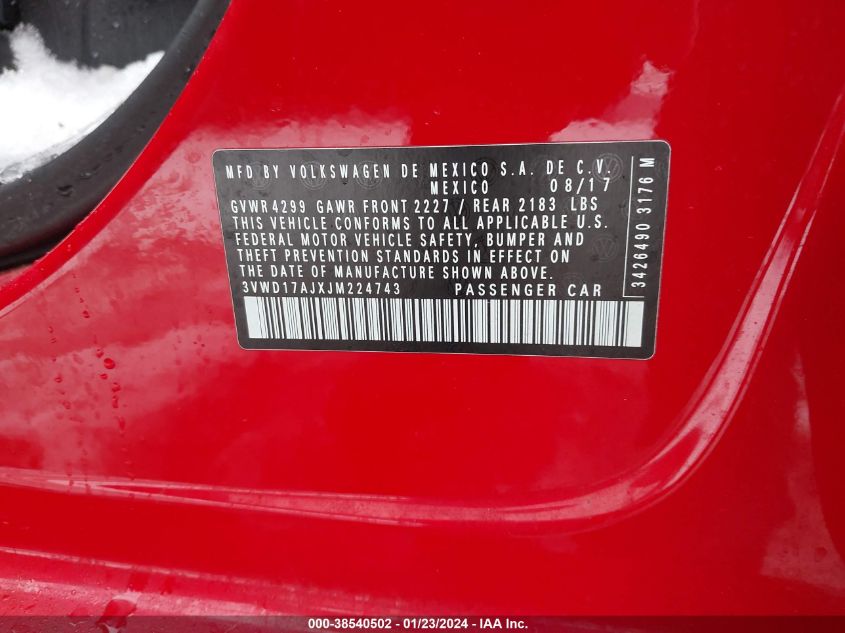 MFD BY VOLKSWAGEN DE MEXICO S.A. DE C.V.
MEXICO 08/17
GVWR 4299 GAWR FRONT 2227 / REAR 2183 LBS
THIS VEHICLE CONFORMS TO ALL APPLICABLE U.S.
FEDERAL MOTOR VEHICLE SAFETY, BUMPER AND
THEFT PREVENTION STANDARDS IN EFFECT ON
THE DATE OF MANUFACTURE SHOWN ABOVE.
3VWD17AJXJM224743 PASSENGER CAR
3426490 3176 M
000-38540502 - 01/23/2024 - IAA Inc.